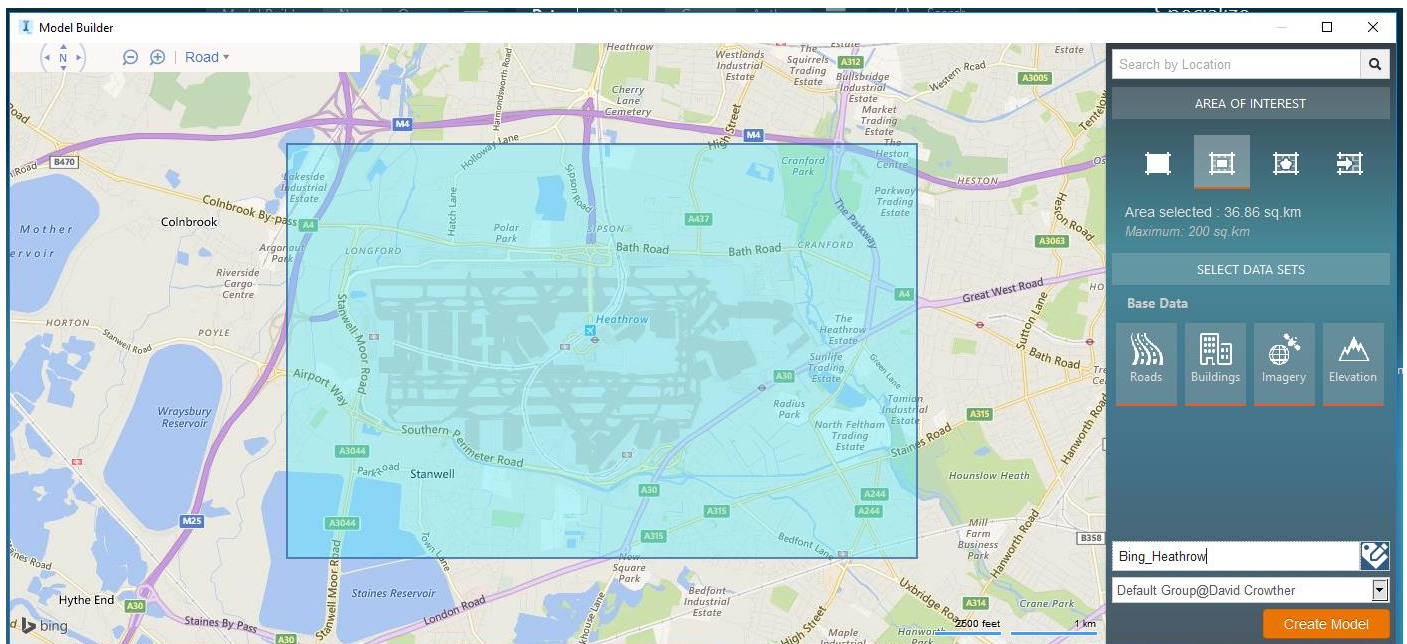 Model Builder
N
Road
Search by Location
AREA OF INTEREST
Area selected : 36.86 sq.km
Maximum: 200 sq.km
SELECT DATA SETS
Base Data
Roads
Buildings
Imagery
Elevation
Bing_Heathrow
Default Group@David Crowther
Create Model
Heathrow
Cherry
Lane
Cemetery
Harmondsworth Road
Holloway Lane
M4
High Street
M4
Westlands
Industrial
Estate
The
Squirrels
Trading
Estate
A312
Bullsbridge
Industrial
Estate
Market
Trading
Estate
The
Heston
Centre
Western Road
A3005
Estate
B470
Lakeside
Industrial
Estate
Colnbrook
Colnbrook By-pass
A4
Mother
Argonaut
Park
Riverside
Cargo
Centre
LONGFORD
Hatch Lane
Polar
Park
Sipson Road
SIPSON
Bath Road
A437
Bath Road
Cranford
Park
Parkway
Trading
Estate
The Parkway
CRANFORD
HESTON
Heston Road
A3063
Great West Road
A4
HORTON
Stanwell Road
POYLE
Stanwell Moor Road
Heathrow
The
Heathrow
Estate
Sunlife
Trading
Estate
Green Lane
Sutton Lane
Bath Road
A30
Airport Way
Wraysbury
Reservoir
Radius
Park
Tamian
Industrial
Estate
North Feltham
Trading
Estate
Staines Road
A315
Hanworth Road
Southern Perimeter Road
A3044
Park Road
Stanwell
Hounslow Heath
M25
A3044
A30
A315
A244
A244
A315
Bedfont Lane
Mill
Farm
Business
Park
Hanworth Road
B358
Town Lane
New
Square
Park
Stanwell Moor Road
Staines Reservoir
Hythe End
A30
Staines By Pass
A30
London Road
Bedfont
Industrial
Estate
Uxbridge Road
A314
Crane Park
High Street
Maple
Industrial
bing
2500 feet
1 km